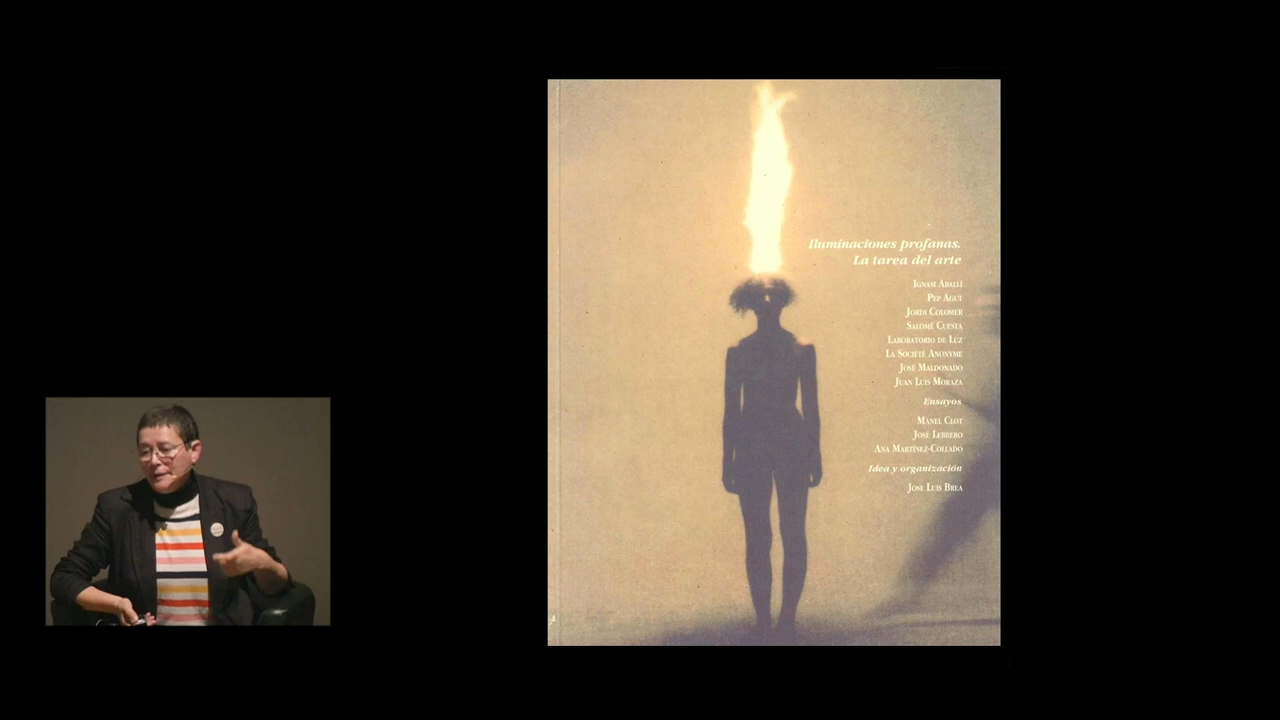 Iluminaciones profanas.
La tarea del arte
Ignasi Aballí
Pep Agut
Jordi Colomer
Salomé Cuesta
Laboratorio de Luz
La Société Anonyme
José Maldonado
Juan Luis Moraza
Ensayos
Manel Clot
José Lebrero
Ana Martínez-Collado
Idea y organización
Jose Luis Brea